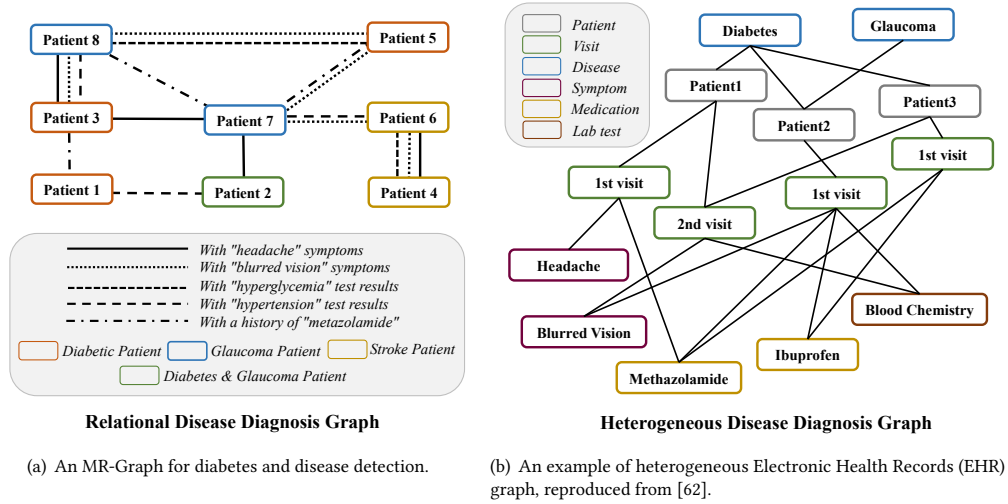 Patient 8
Patient 5
Patient 3
Patient 7
Patient 6
Patient 1
Patient 2
Patient 4
With "headache" symptoms
With "blurred vision" symptoms
With "hyperglycemia" test results
With "hypertension" test results
With a history of "metazolamide"
Diabetic Patient
Glaucoma Patient
Stroke Patient
Diabetes & Glaucoma Patient
Relational Disease Diagnosis Graph
(a) An MR-Graph for diabetes and disease detection.
Patient
Visit
Disease
Symptom
Medication
Lab test
Diabetes
Glaucoma
Patient1
Patient2
Patient3
1st visit
2nd visit
1st visit
1st visit
Headache
Blurred Vision
Methazolamide
Ibuprofen
Blood Chemistry
Heterogeneous Disease Diagnosis Graph
(b) An example of heterogeneous Electronic Health Records (EHR)
graph, reproduced from [62].